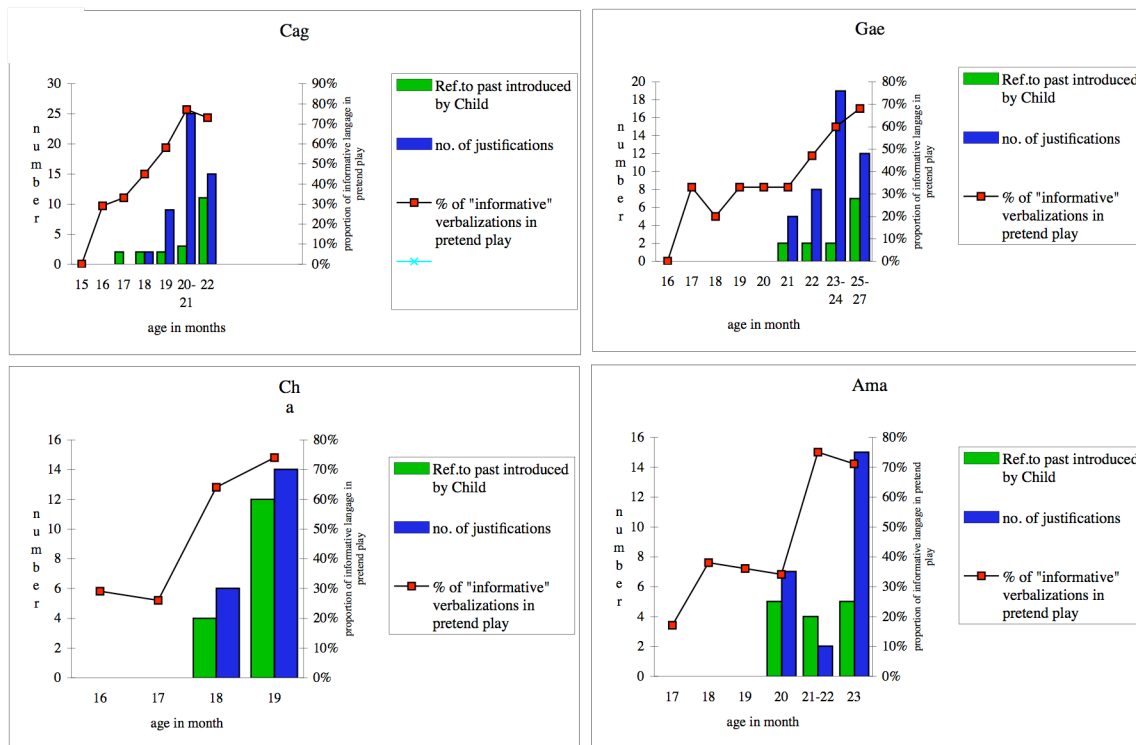 Cag
30
25
20
15
10
5
0
n
u
m
b
e
r
90%
80%
70%
60%
50%
40%
30%
20%
10%
0%
proportion of informative langage in
pretend play
15 16 17 18 19 20- 22
21
age in months
Ref.to past introduced
by Child
no. of justifications
% of "informative"
verbalizations in
pretend play
Gae
20
18
16
14
12
10
8
6
4
2
0
n
u
m
b
e
r
80%
70%
60%
50%
40%
30%
20%
10%
0%
proportion of informative langage in
pretend play
16 17 18 19 20 21 22 23- 25-
24 27
age in month
Ref.to past introduced
by Child
no. of justifications
% of "informative"
verbalizations in
pretend play
Ch
a
16
14
12
10
8
6
4
2
0
n
u
m
b
e
r
80%
70%
60%
50%
40%
30%
20%
10%
0%
proportion of informative langage in
pretend play
16 17 18 19
age in month
Ref.to past introduced
by Child
no. of justifications
% of "informative"
verbalizations in
pretend play
Ama
16
14
12
10
8
6
4
2
0
n
u
m
b
e
r
80%
70%
60%
50%
40%
30%
20%
10%
0%
proportion of informative langage in pretend
play
17 18 19 20 21-22 23
age in month
Ref.to past introduced
by Child
no. of justifications
% of "informative"
verbalizations in
pretend play